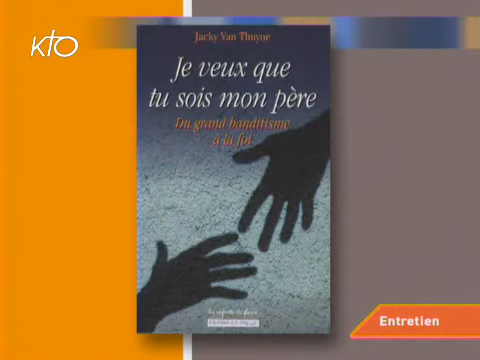 KTO
Jacky Van Thuyne
Je veux que
tu sois mon père
Du grand banditisme
à la foi
Entretien